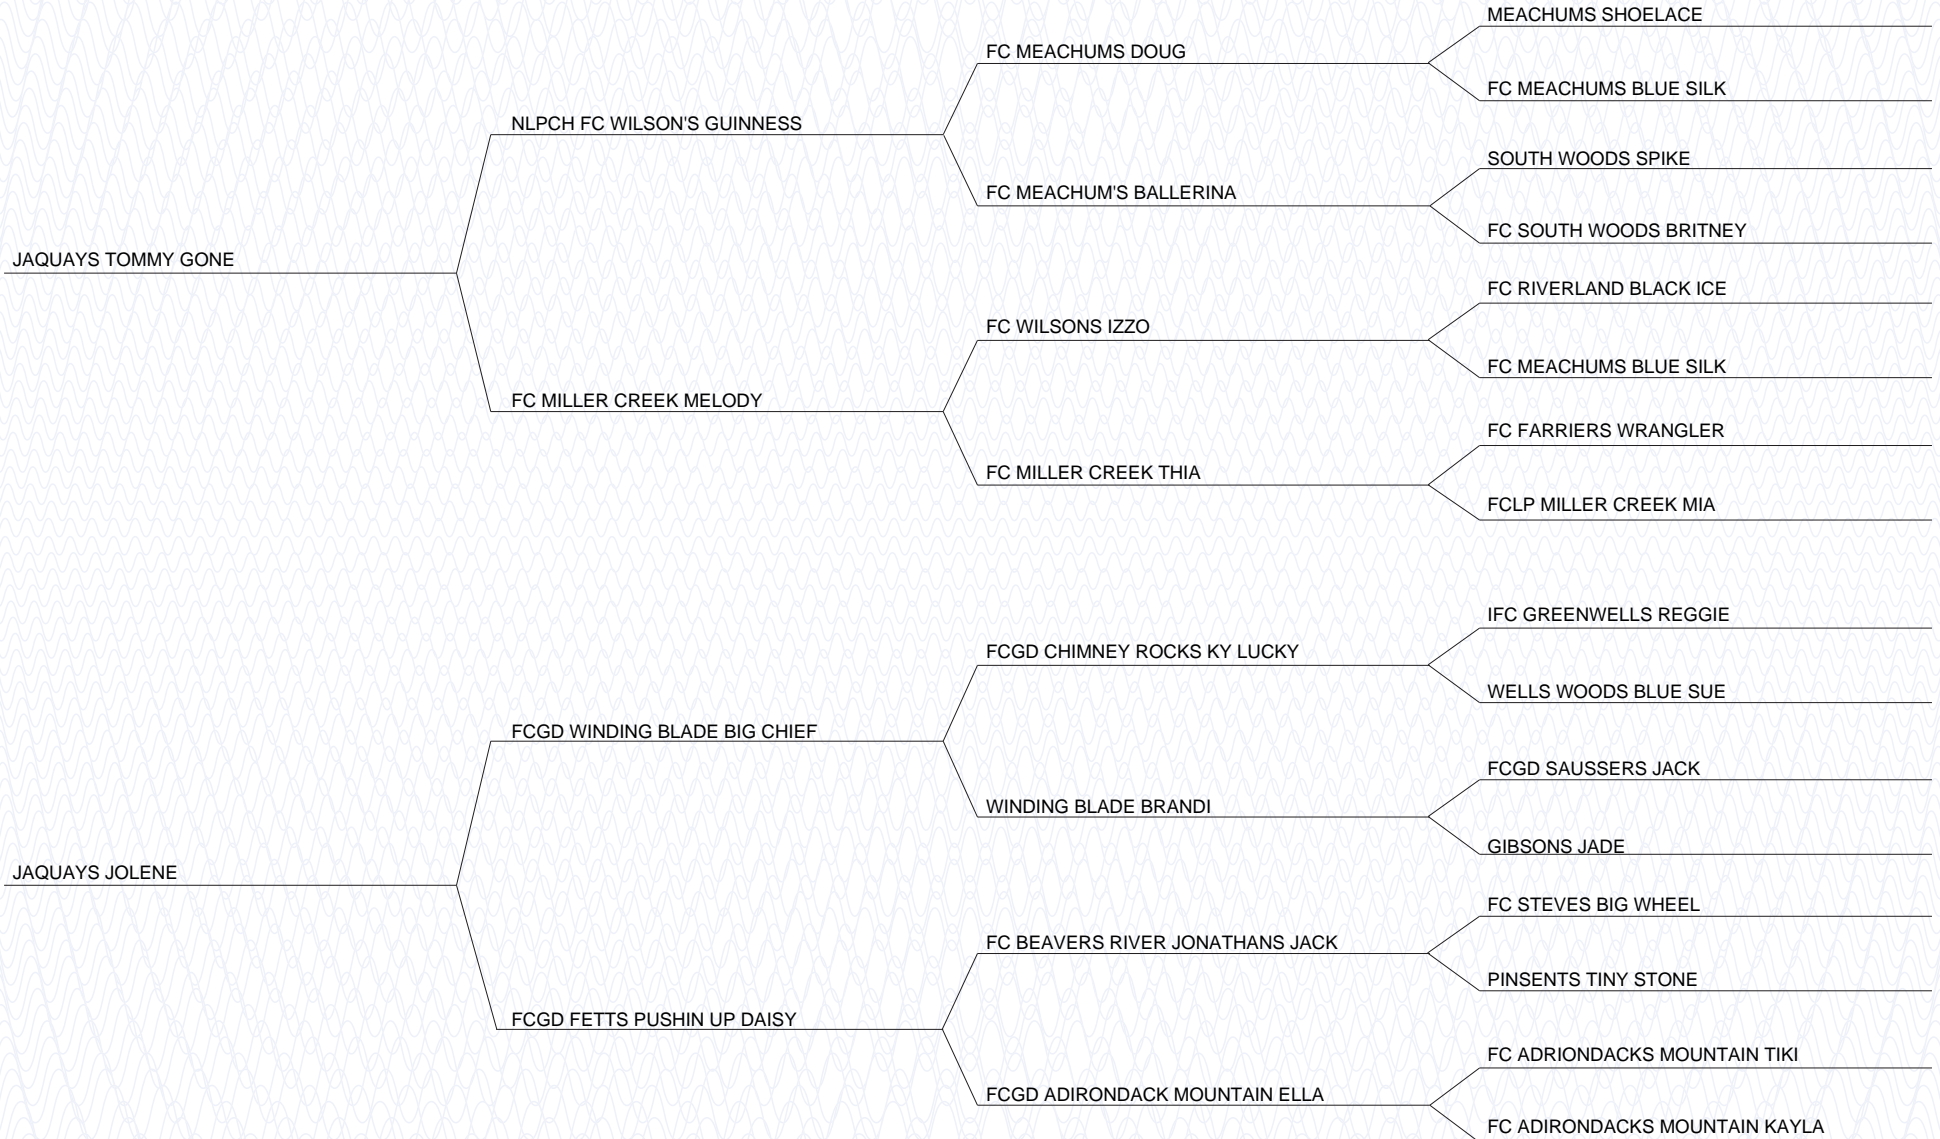 MEACHUMS SHOELACE
FC MEACHUMS DOUG
FC MEACHUMS BLUE SILK
NLPCH FC WILSON'S GUINNESS
SOUTH WOODS SPIKE
FC MEACHUM'S BALLERINA
FC SOUTH WOODS BRITNEY
JAQUAYS TOMMY GONE
FC RIVERLAND BLACK ICE
FC WILSONS IZZO
FC MEACHUMS BLUE SILK
FC MILLER CREEK MELODY
FC FARRIERS WRANGLER
FC MILLER CREEK THIA
FCLP MILLER CREEK MIA
IFC GREENWELLS REGGIE
FCGD CHIMNEY ROCKS KY LUCKY
WELLS WOODS BLUE SUE
FCGD WINDING BLADE BIG CHIEF
FCGD SAUSSERS JACK
WINDING BLADE BRANDI
GIBSONS JADE
JAQUAYS JOLENE
FC STEVES BIG WHEEL
FC BEAVERS RIVER JONATHANS JACK
PINSENTS TINY STONE
FCGD FETTS PUSHIN UP DAISY
FC ADRIONDACKS MOUNTAIN TIKI
FCGD ADIRONDACK MOUNTAIN ELLA
FC ADIRONDACKS MOUNTAIN KAYLA